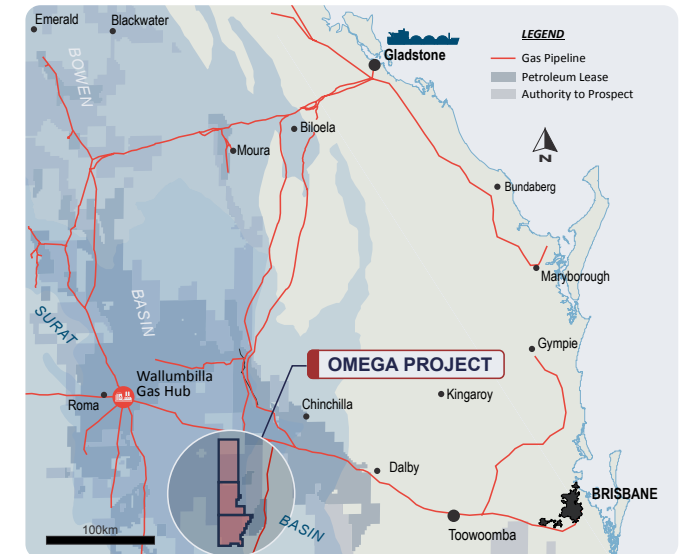 Emerald
Blackwater
BOWEN
Gladstone
LEGEND
Gas Pipeline
Petroleum Lease
Authority to Prospect
N
Biloela
Moura
Bundaberg
Maryborough
BASIN
SURAT
Gympie
OMEGA PROJECT
Wallumbilla
Gas Hub
Roma
Chinchilla
Kingaroy
Dalby
BRISBANE
BASIN
Toowoomba
100km